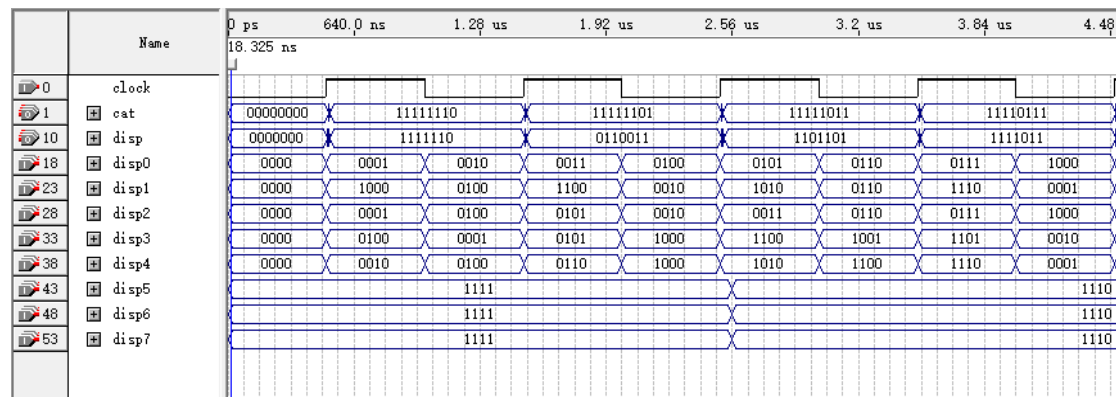 Name
0 ps 640.0 ns 1.28 us 1.92 us 2.56 us 3.2 us 3.84 us 4.48
18.325 ns
0 clock
1 cat 00000000 11111110 11111101 11111011 11110111
10 disp 0000000 1111110 0110011 1101101 1111011
18 disp0 0000 0001 0010 0011 0100 0101 0110 0111 1000
23 disp1 0000 1000 0100 1100 0010 1010 0110 1110 0001
28 disp2 0000 0001 0100 0101 0010 0011 0110 0111 1000
33 disp3 0000 0100 0001 0101 1000 1100 1001 1101 0010
38 disp4 0000 0010 0100 0110 1000 1010 1100 1110 0001
43 disp5 1111 1110
48 disp6 1111 1110
53 disp7 1111 1110